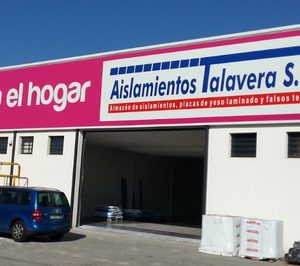 el hogar
Aislamientos Talavera S.
Almacén de aislamientos, placas de yeso laminado y falsos te